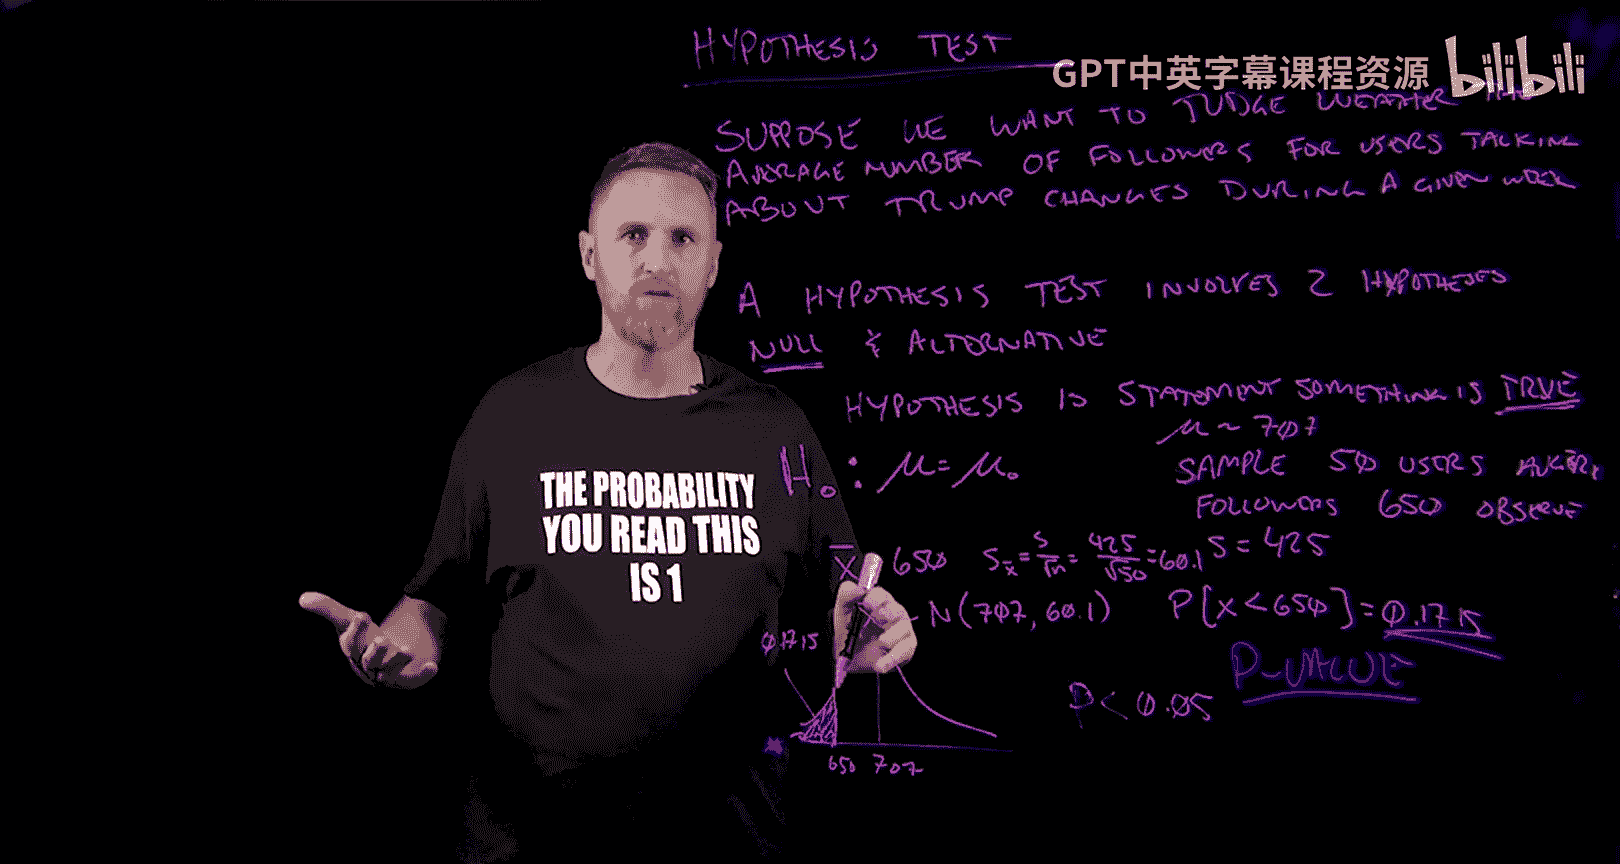 HYPOTHESIS TEST
GPT中英字幕课程资源 bilibili
SUPPOSE WE WANT TO JUDGE WEATHER
AVERAGE NUMBER OF FOLLOWERS FOR USERS TALKING
ABOUT TRUMP CHANGES DURING A GIVEN WEEK
A HYPOTHESIS TEST INVOLVES 2 HYPOTHESES
NULL & ALTERNATIVE
HYPOTHESIS IS STATEMENT SOMETHING IS TRUE
μ ~ 707
H₀: μ = μ₀
SAMPLE 50 USERS
FOLLOWERS 650 OBSERVE
THE PROBABILITY
YOU READ THIS
IS 1
x̄ 650 Sx̄ = S/√n = 425/√50 = 60.1 S = 425
N(707, 60.1) P[X<650] = 0.1715
0.1715
P-VALUE
P < 0.05
650 707